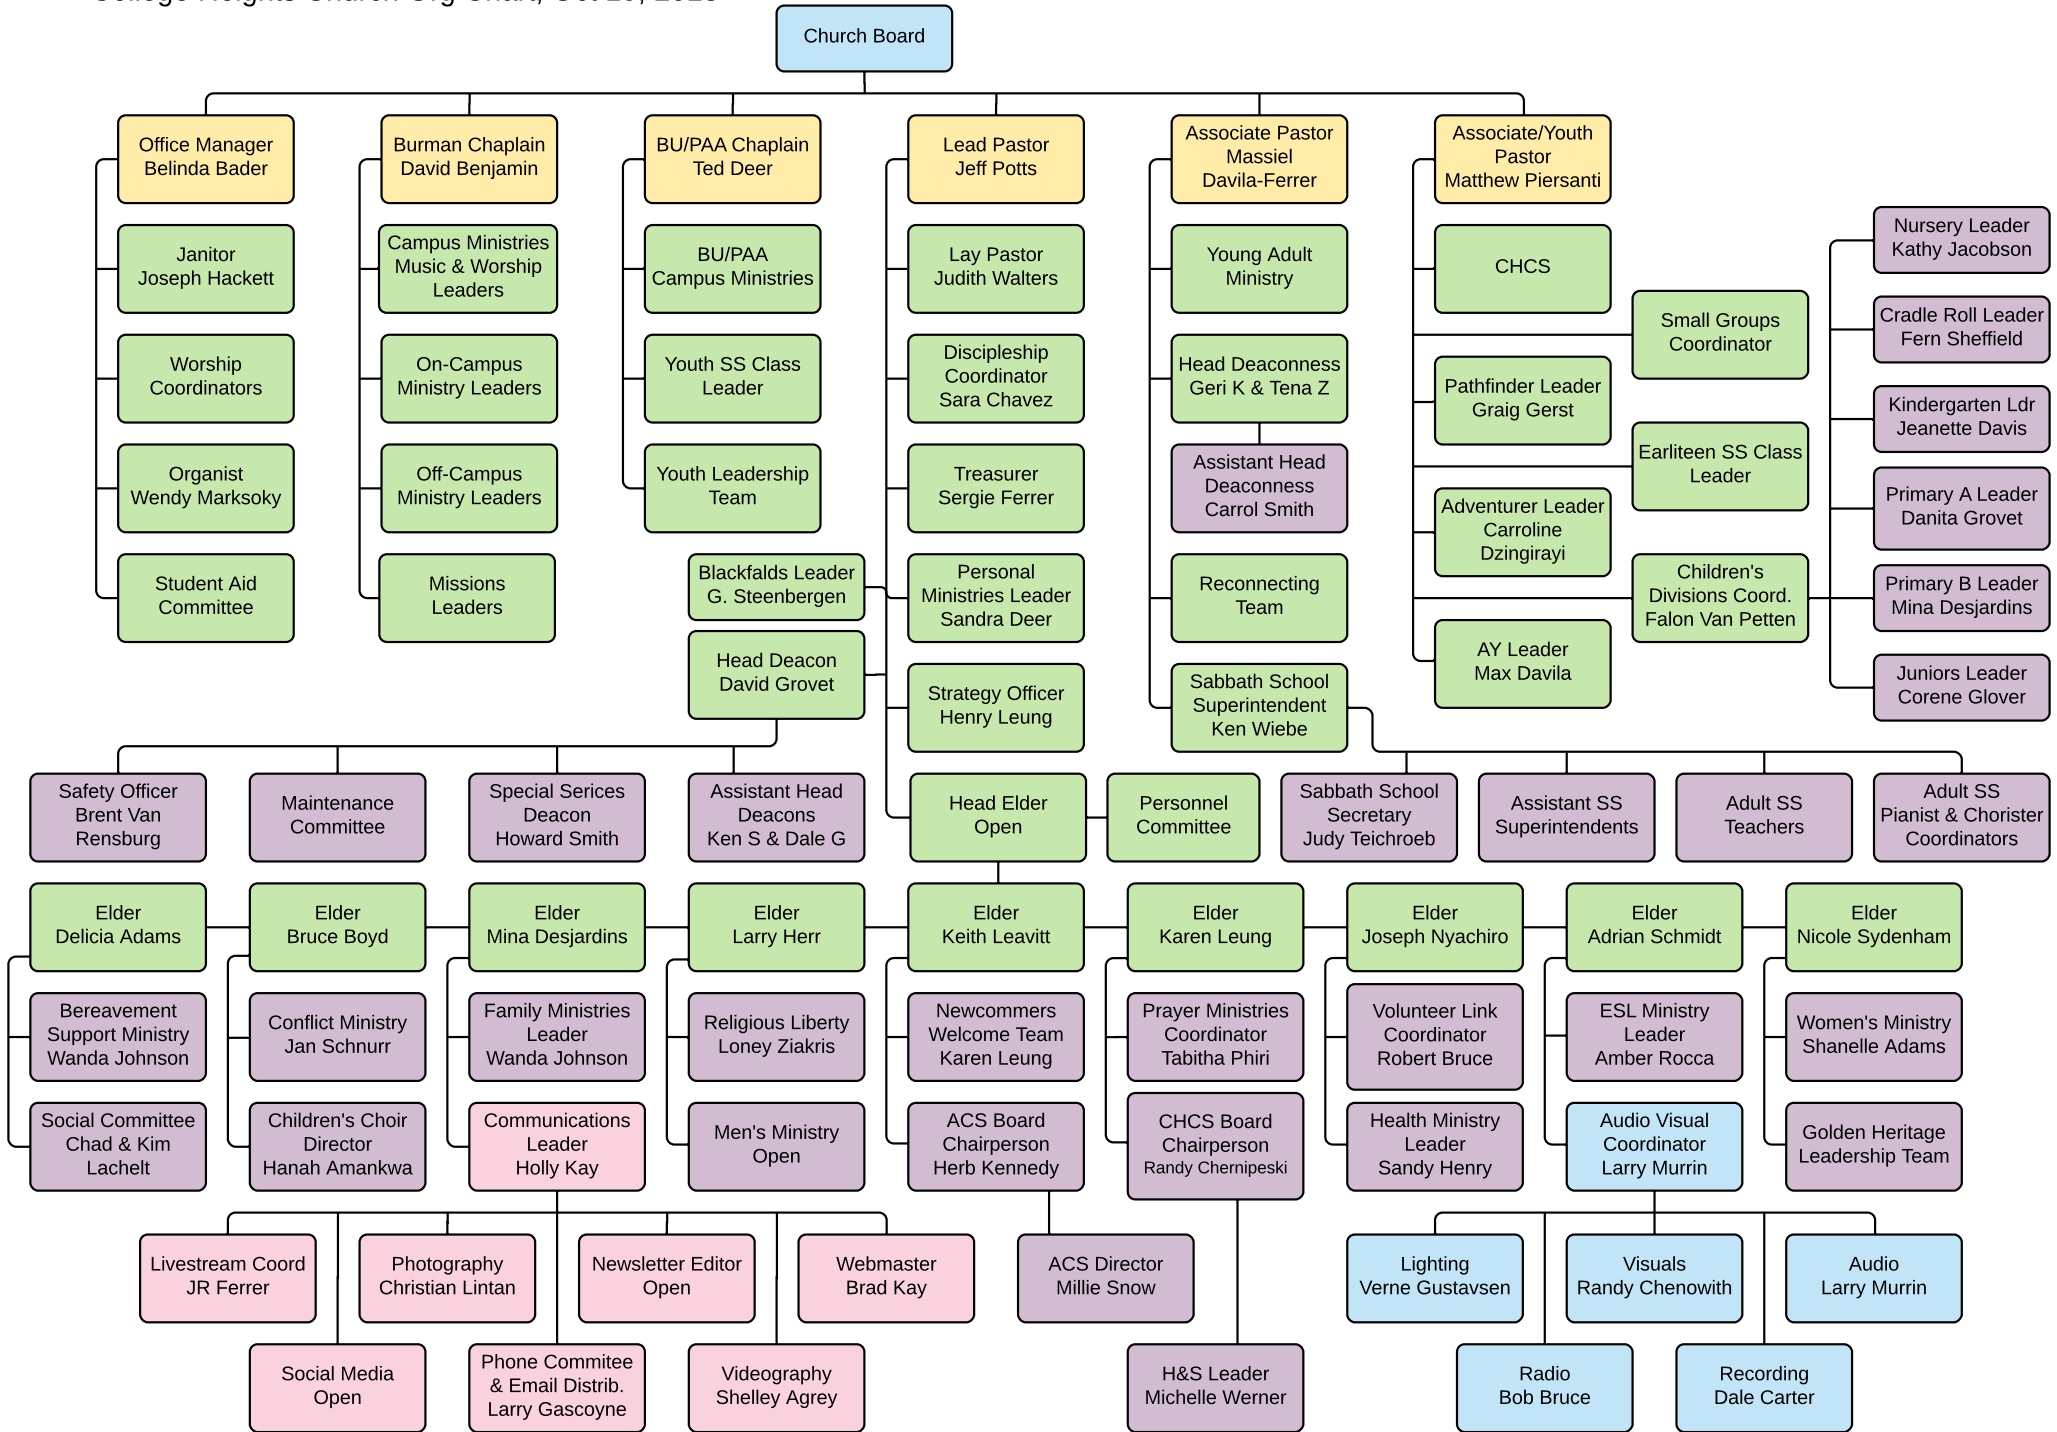 College Heights Church Org Chart, Oct
Church Board
Office Manager
Belinda Bader
Burman Chaplain
David Benjamin
BU/PAA Chaplain
Ted Deer
Lead Pastor
Jeff Potts
Associate Pastor
Massiel
Davila-Ferrer
Associate/Youth
Pastor
Matthew Piersanti
Janitor
Joseph Hackett
Campus Ministries
Music & Worship
Leaders
BU/PAA
Campus Ministries
Lay Pastor
Judith Walters
Young Adult
Ministry
CHCS
Nursery Leader
Kathy Jacobson
Small Groups
Coordinator
Cradle Roll Leader
Fern Sheffield
Worship
Coordinators
On-Campus
Ministry Leaders
Youth SS Class
Leader
Discipleship
Coordinator
Sara Chavez
Head Deaconness
Geri K & Tena Z
Pathfinder Leader
Graig Gerst
Kindergarten Ldr
Jeanette Davis
Earliteen SS Class
Leader
Organist
Wendy Marksoky
Off-Campus
Ministry Leaders
Youth Leadership
Team
Treasurer
Sergie Ferrer
Assistant Head
Deaconness
Carrol Smith
Adventurer Leader
Carroline
Dzingirayi
Primary A Leader
Danita Grovet
Student Aid
Committee
Missions
Leaders
Blackfalds Leader
G. Steenbergen
Personal
Ministries Leader
Sandra Deer
Reconnecting
Team
Children's
Divisions Coord.
Falon Van Petten
Primary B Leader
Mina Desjardins
Head Deacon
David Grovet
Strategy Officer
Henry Leung
Sabbath School
Superintendent
Ken Wiebe
AY Leader
Max Davila
Juniors Leader
Corene Glover
Safety Officer
Brent Van
Rensburg
Maintenance
Committee
Special Serices
Deacon
Howard Smith
Assistant Head
Deacons
Ken S & Dale G
Head Elder
Open
Personnel
Committee
Sabbath School
Secretary
Judy Teichroeb
Assistant SS
Superintendents
Adult SS
Teachers
Adult SS
Pianist & Chorister
Coordinators
Elder
Delicia Adams
Elder
Bruce Boyd
Elder
Mina Desjardins
Elder
Larry Herr
Elder
Keith Leavitt
Elder
Karen Leung
Elder
Joseph Nyachiro
Elder
Adrian Schmidt
Elder
Nicole Sydenham
Bereavement
Support Ministry
Wanda Johnson
Conflict Ministry
Jan Schnurr
Family Ministries
Leader
Wanda Johnson
Religious Liberty
Loney Ziakris
Newcommers
Welcome Team
Karen Leung
Prayer Ministries
Coordinator
Tabitha Phiri
Volunteer Link
Coordinator
Robert Bruce
ESL Ministry
Leader
Amber Rocca
Women's Ministry
Shanelle Adams
Social Committee
Chad & Kim
Lachelt
Children's Choir
Director
Hanah Amankwa
Communications
Leader
Holly Kay
Men's Ministry
Open
ACS Board
Chairperson
Herb Kennedy
CHCS Board
Chairperson
Randy Chernipeski
Health Ministry
Leader
Sandy Henry
Audio Visual
Coordinator
Larry Murrin
Golden Heritage
Leadership Team
Livestream Coord
JR Ferrer
Photography
Christian Lintan
Newsletter Editor
Open
Webmaster
Brad Kay
ACS Director
Millie Snow
Lighting
Verne Gustavsen
Visuals
Randy Chenowith
Audio
Larry Murrin
Social Media
Open
Phone Commitee
& Email Distrib.
Larry Gascoyne
Videography
Shelley Agrey
H&S Leader
Michelle Werner
Radio
Bob Bruce
Recording
Dale Carter